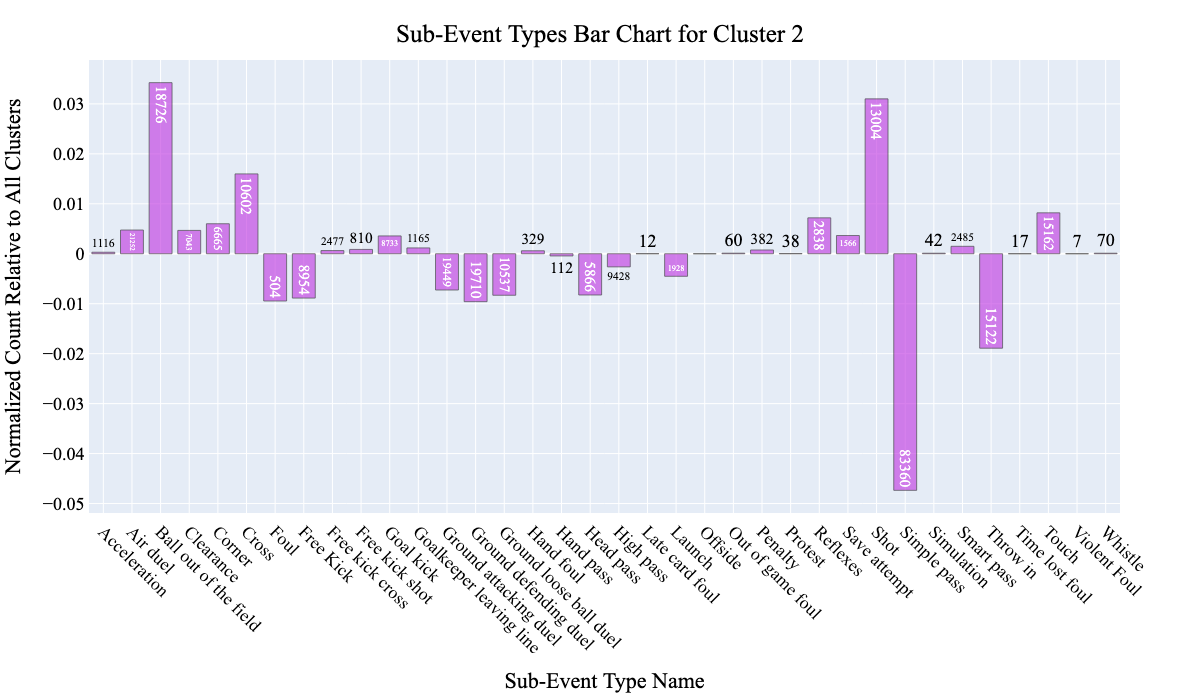 Sub-Event Types Bar Chart for Cluster 2
Normalized Count Relative to All Clusters
0.03
0.02
0.01
0
−0.01
−0.02
−0.03
−0.04
−0.05
1116
21252
18726
7043
6665
10602
504
8954
2477
810
8733
1165
19449
19710
10537
329
112
5866
9428
12
1928
60
382
38
2838
1566
13004
83360
42
2485
15122
17
15162
7
70
Acceleration
Air duel
Ball out of the field
Clearance
Corner
Cross
Foul
Free Kick
Free kick cross
Free kick shot
Goal kick
Goalkeeper leaving line
Ground attacking duel
Ground defending duel
Ground loose ball duel
Hand foul
Hand pass
Head pass
High pass
Late card foul
Launch
Offside
Out of game foul
Penalty
Protest
Reflexes
Save attempt
Shot
Simple pass
Simulation
Smart pass
Throw in
Time lost foul
Touch
Violent Foul
Whistle
Sub-Event Type Name